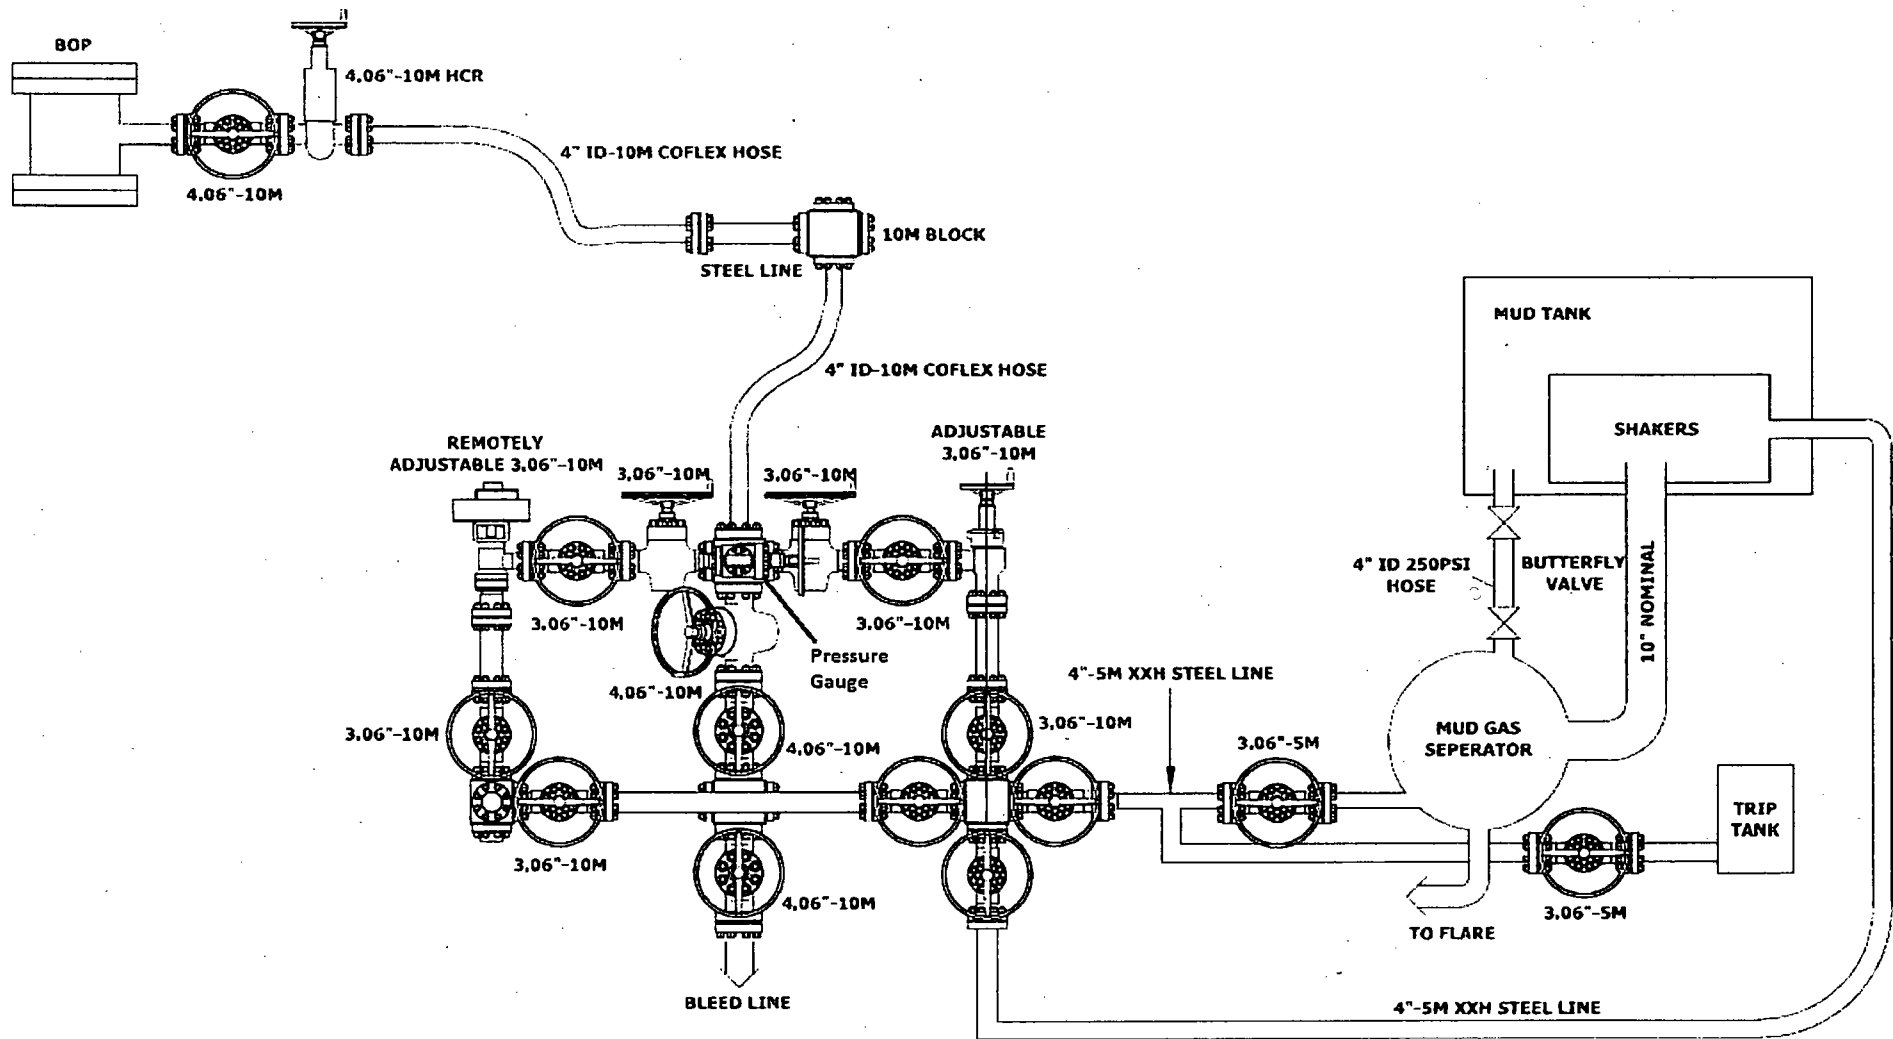 BOP
4.06"-10M HCR
4" ID-10M COFLEX HOSE
4.06"-10M
10M BLOCK
STEEL LINE
MUD TANK
4" ID-10M COFLEX HOSE
SHAKERS
REMOTELY
ADJUSTABLE 3.06"-10M
3.06"-10M
3.06"-10M
ADJUSTABLE
3.06"-10M
4" ID 250PSI
HOSE
BUTTERFLY
VALVE
10" NOMINAL
3.06"-10M
3.06"-10M
Pressure
Gauge
4.06"-10M
4"-5M XXH STEEL LINE
3.06"-10M
4.06"-10M
3.06"-10M
3.06"-5M
MUD GAS
SEPERATOR
TRIP
TANK
3.06"-10M
4.06"-10M
3.06"-5M
TO FLARE
BLEED LINE
4"-5M XXH STEEL LINE